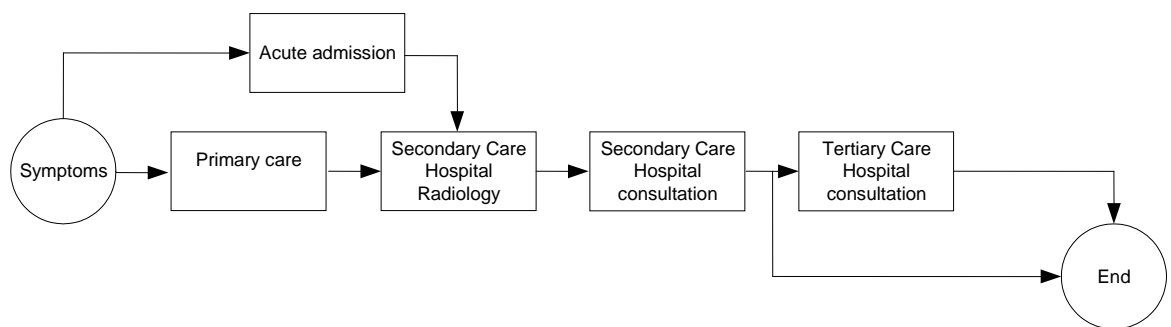 Acute admission
Symptoms
Primary care
Secondary Care
Hospital
Radiology
Secondary Care
Hospital
consultation
Tertiary Care
Hospital
consultation
End